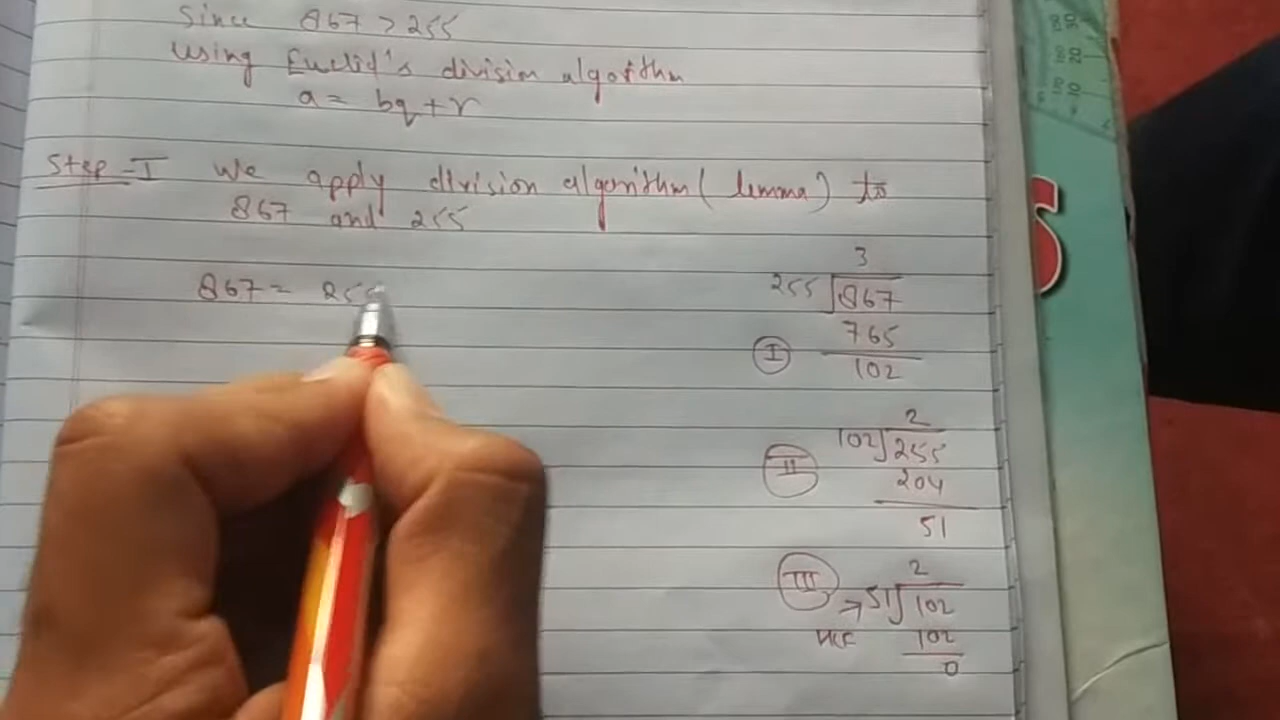 Since 867 > 255
using Euclid's division algorithm
a = bq + r
Step-I We apply division algorithm (lemma) to
867 and 255
867 = 255
3
255 867
765
I
102
2
102 255
II
204
51
III
2
→ 51 102
HCF 102
0